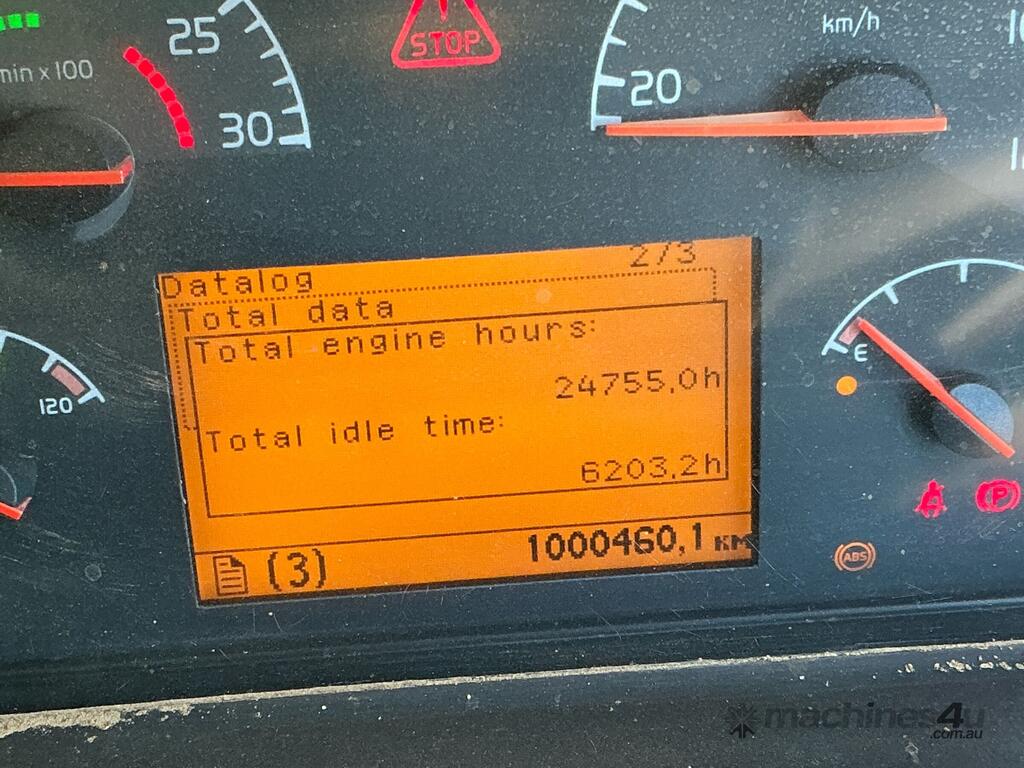 25
min x 100
30
STOP
km/h
20
Datalog 2/3
Total data
Total engine hours:
24755,0h
Total idle time:
6203,2h
(3) 1000460,1 KM
120
E
P
ABS
machines4u
.com.au